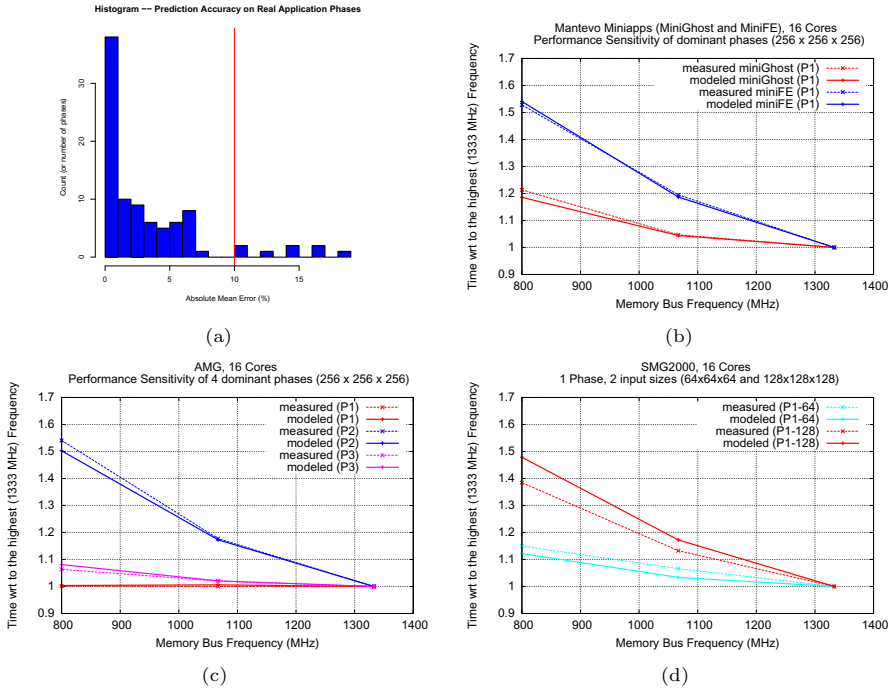 Histogram −− Prediction Accuracy on Real Application Phases
Count (or number of phases)
30
20
10
0
0
5
10
15
Absolute Mean Error (%)
(a)
Mantevo Miniapps (MiniGhost and MiniFE), 16 Cores
Performance Sensitivity of dominant phases (256 x 256 x 256)
Time wrt to the highest (1333 MHz) Frequency
1.7
1.6
1.5
1.4
1.3
1.2
1.1
1
0.9
measured miniGhost (P1)
modeled miniGhost (P1)
measured miniFE (P1)
modeled miniFE (P1)
800
900
1000
1100
1200
1300
1400
Memory Bus Frequency (MHz)
(b)
AMG, 16 Cores
Performance Sensitivity of 4 dominant phases (256 x 256 x 256)
Time wrt to the highest (1333 MHz) Frequency
1.7
1.6
1.5
1.4
1.3
1.2
1.1
1
0.9
measured (P1)
modeled (P1)
measured (P2)
modeled (P2)
measured (P3)
modeled (P3)
800
900
1000
1100
1200
1300
1400
Memory Bus Frequency (MHz)
(c)
SMG2000, 16 Cores
1 Phase, 2 input sizes (64x64x64 and 128x128x128)
Time wrt to the highest (1333 MHz) Frequency
1.7
1.6
1.5
1.4
1.3
1.2
1.1
1
0.9
measured (P1-64)
modeled (P1-64)
measured (P1-128)
modeled (P1-128)
800
900
1000
1100
1200
1300
1400
Memory Bus Frequency (MHz)
(d)